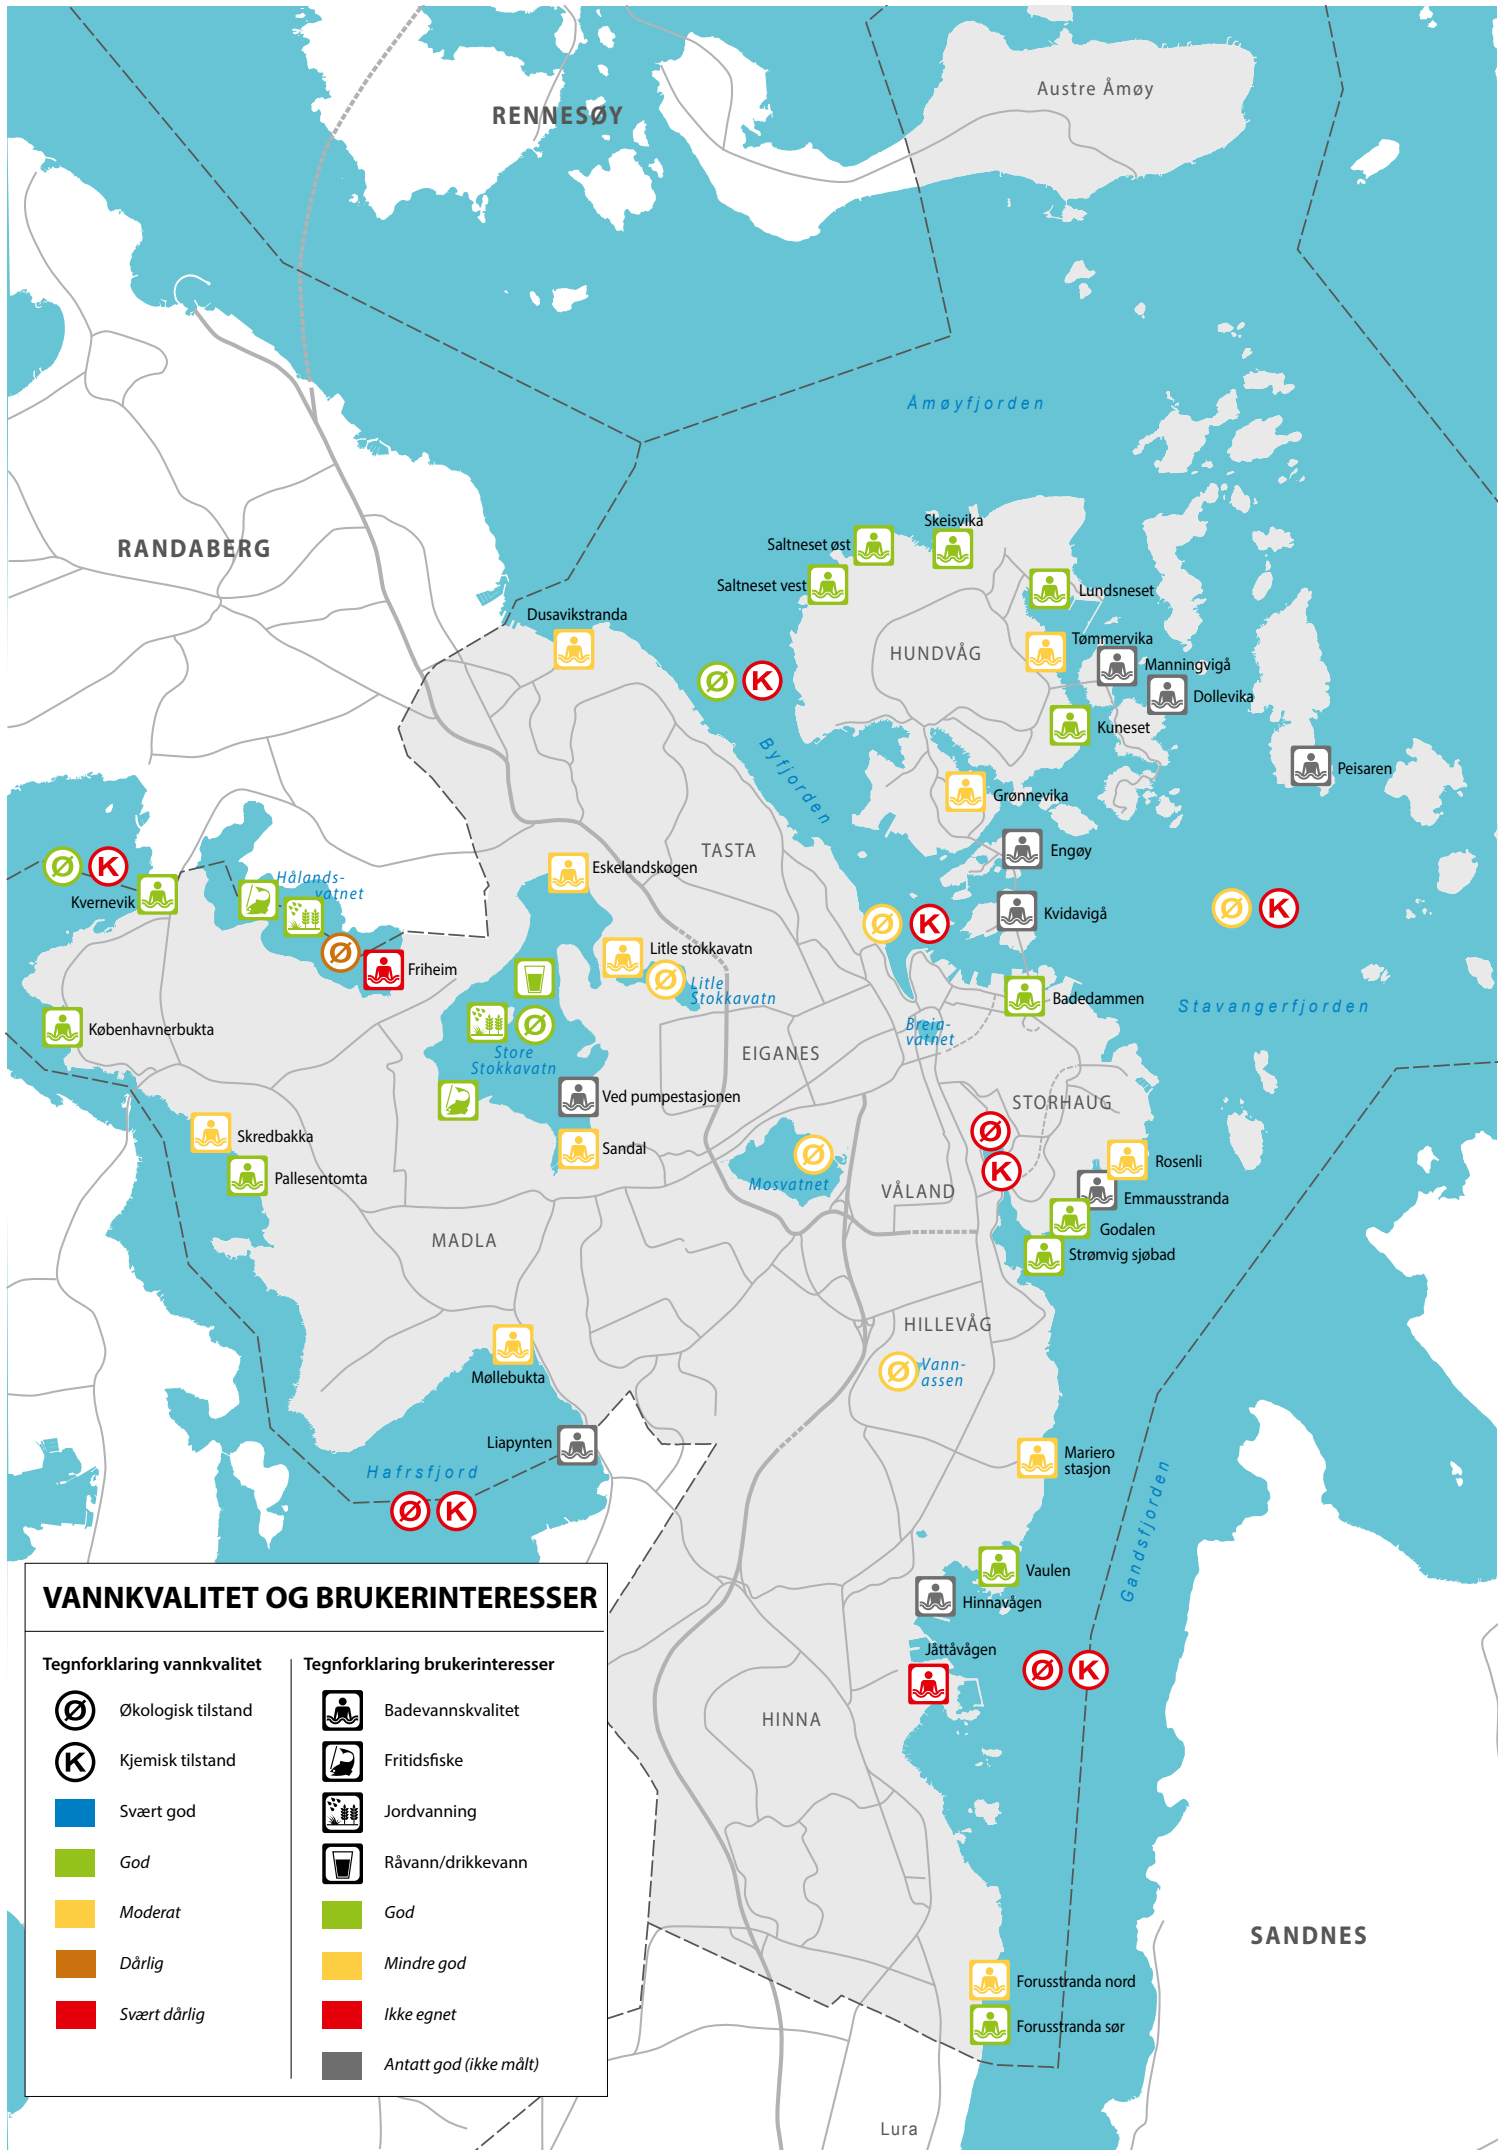 Austre Åmøy
RENNESØY
Åmøyfjorden
RANDABERG
Skeisvika
Saltneset øst
Saltneset vest
Lundsneset
Dusavikstranda
Tømmervika
HUNDVÅG
Manningvigå
Dollevika
Ø K
Kuneset
Byfjorden
Peisaren
Grønnevika
TASTA
Engøy
Eskelandskogen
Ø K
Hålands-
vatnet
Kvernevik
Kvidavigå
Ø K
Ø K
Litle stokkavatn
Ø
Friheim
Ø
Litle
Stokkavatn
Badedammen
Stavangerfjorden
Københavnerbukta
Ø
Breia-
vatnet
Store
Stokkavatn
EIGANES
Ved pumpestasjonen
STORHAUG
Skredbakka
Ø
Sandal
Ø
Rosenli
Pallesentomta
K
Mosvatnet
VÅLAND
Emmausstranda
Godalen
MADLA
Strømvig sjøbad
HILLEVÅG
Ø
Vann-
assen
Møllebukta
Liapynten
Mariero
stasjon
Hafrsfjord
Ø K
Gandsfjorden
Vaulen
Hinnavågen
Jåttåvågen
Ø K
HINNA
SANDNES
Forusstranda nord
Forusstranda sør
Lura
VANNKVALITET OG BRUKERINTERESSER
Tegnforklaring vannkvalitet
Ø Økologisk tilstand
K Kjemisk tilstand
Svært god
God
Moderat
Dårlig
Svært dårlig
Tegnforklaring brukerinteresser
Badevannskvalitet
Fritidsfiske
Jordvanning
Råvann/drikkevann
God
Mindre god
Ikke egnet
Antatt god (ikke målt)